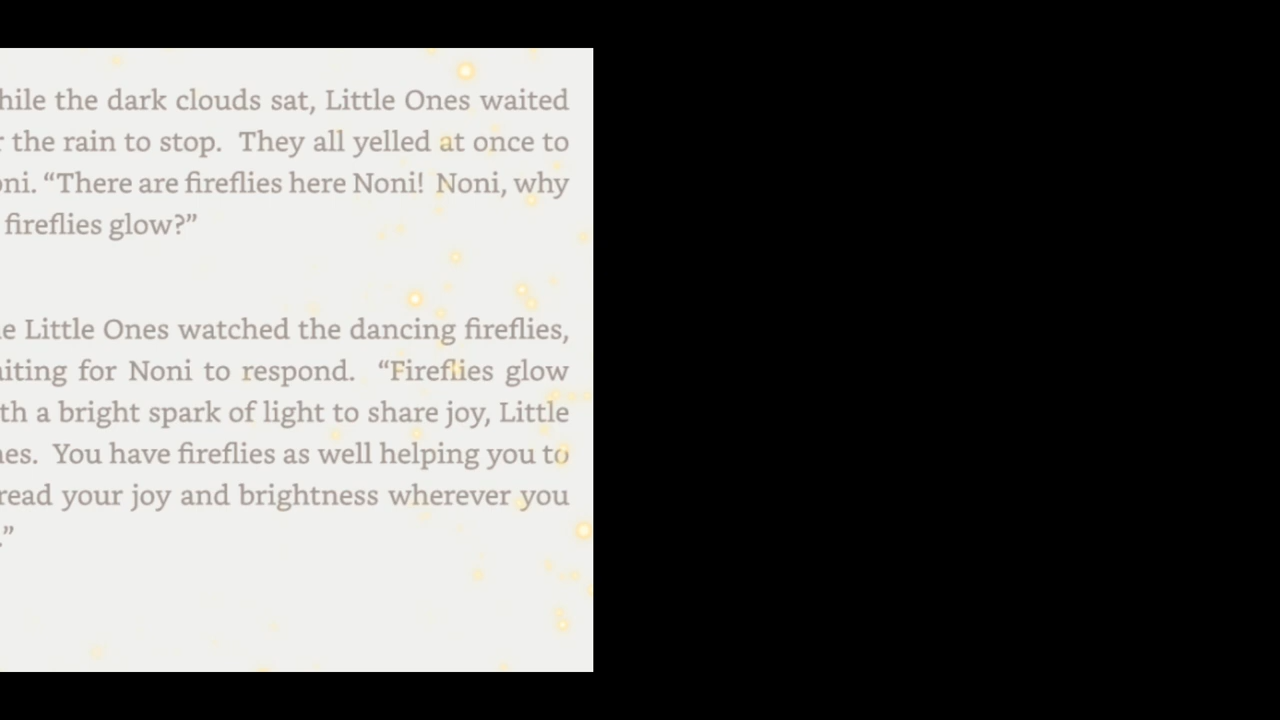 hile the dark clouds sat, Little Ones waited
r the rain to stop.  They all yelled at once to
oni. “There are fireflies here Noni!  Noni, why
fireflies glow?”
e Little Ones watched the dancing fireflies,
aiting for Noni to respond.  “Fireflies glow
th a bright spark of light to share joy, Little
nes.  You have fireflies as well helping you to
read your joy and brightness wherever you
.”